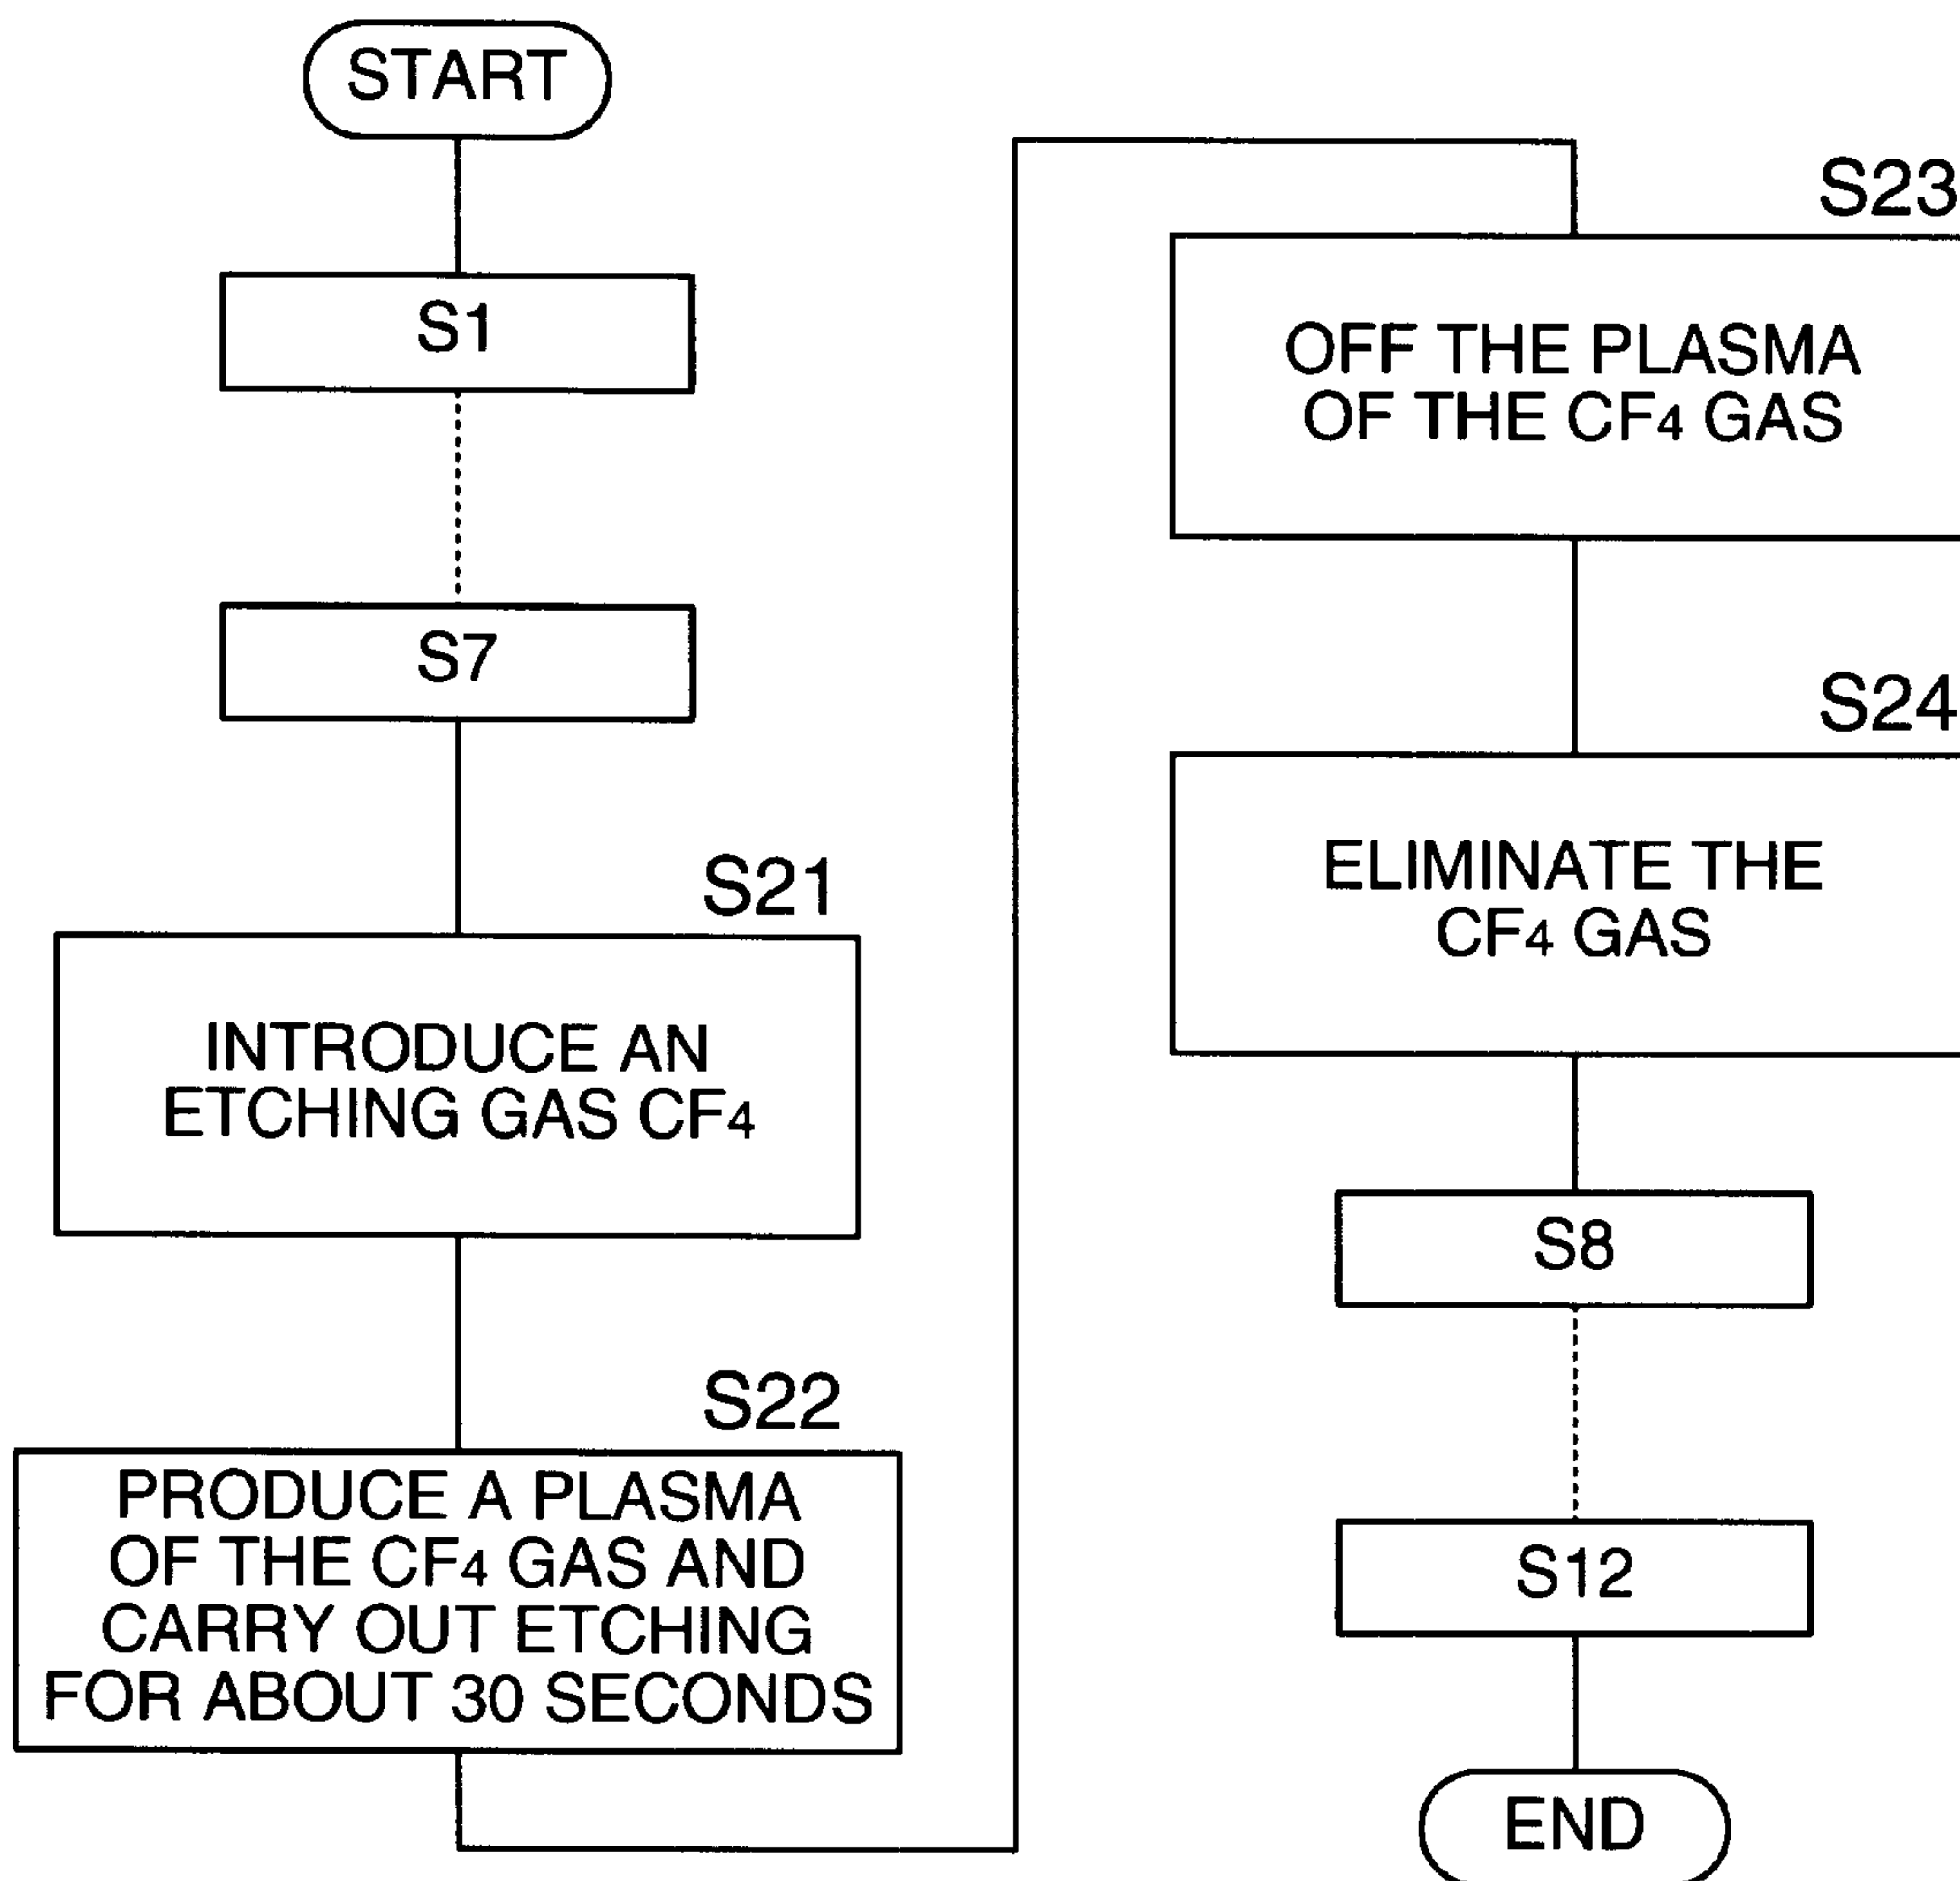 START
S1
S7
S21
INTRODUCE AN
ETCHING GAS CF4
S22
PRODUCE A PLASMA
OF THE CF4 GAS AND
CARRY OUT ETCHING
FOR ABOUT 30 SECONDS
S23
OFF THE PLASMA
OF THE CF4 GAS
S24
ELIMINATE THE
CF4 GAS
S8
S12
END